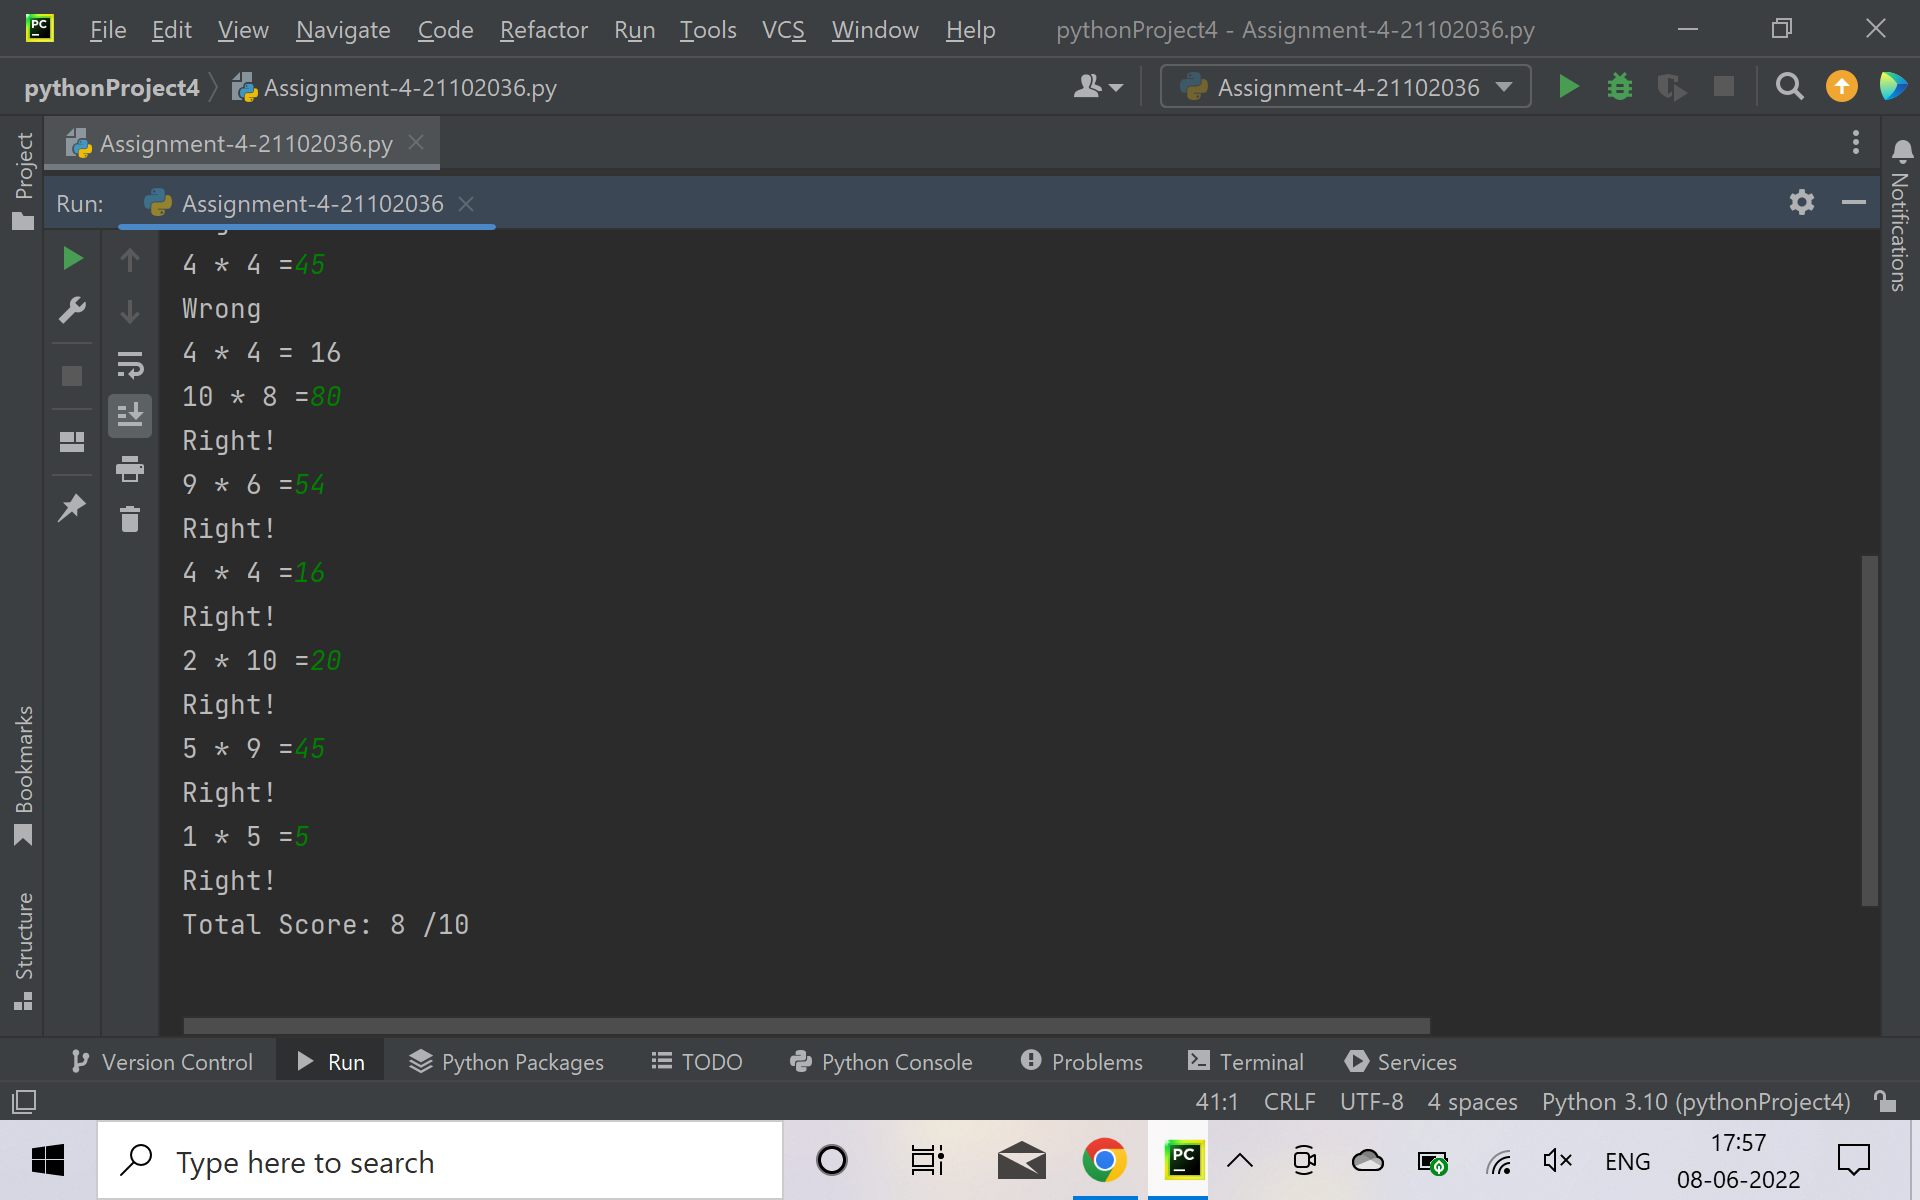 PC
File Edit View Navigate Code Refactor Run Tools VCS Window Help pythonProject4 - Assignment-4-21102036.py
pythonProject4 Assignment-4-21102036.py Assignment-4-21102036
Project
Assignment-4-21102036.py
Notifications
Run: Assignment-4-21102036
4 * 4 =45
Wrong
4 * 4 = 16
10 * 8 =80
Right!
9 * 6 =54
Right!
4 * 4 =16
Right!
2 * 10 =20
Right!
5 * 9 =45
Right!
1 * 5 =5
Right!
Total Score: 8 /10
Bookmarks
Structure
Version Control Run Python Packages TODO Python Console Problems Terminal Services
41:1 CRLF UTF-8 4 spaces Python 3.10 (pythonProject4)
Type here to search PC ENG 17:57
08-06-2022